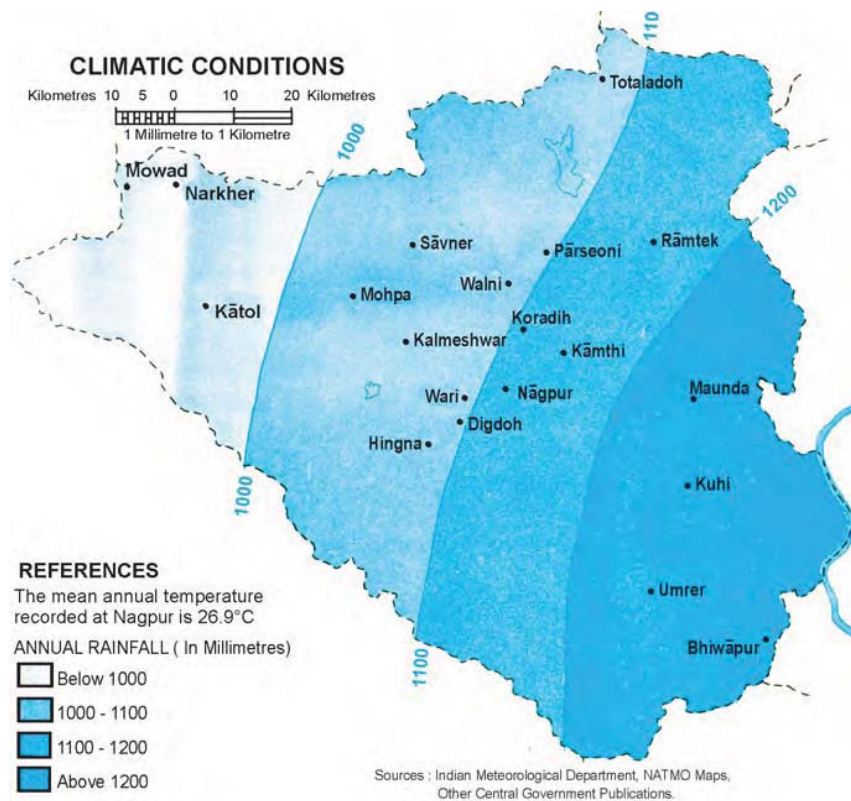 CLIMATIC CONDITIONS
Kilometres 10 5 0 10 20 Kilometres
1 Millimetre to 1 Kilometre
110
Totaladoh
1000
Mowad
Narkher
1200
Sāvner
Pārseoni
Rāmtek
Walni
Mohpa
Kātol
Koradih
Kalmeshwar
Kāmthi
Nāgpur
Maunda
Wari
Digdoh
Hingna
1000
Kuhi
Umrer
Bhiwāpur
1100
REFERENCES
The mean annual temperature
recorded at Nagpur is 26.9°C
ANNUAL RAINFALL ( In Millimetres)
Below 1000
1000 - 1100
1100 - 1200
Above 1200
Sources : Indian Meteorological Department, NATMO Maps,
Other Central Government Publications.